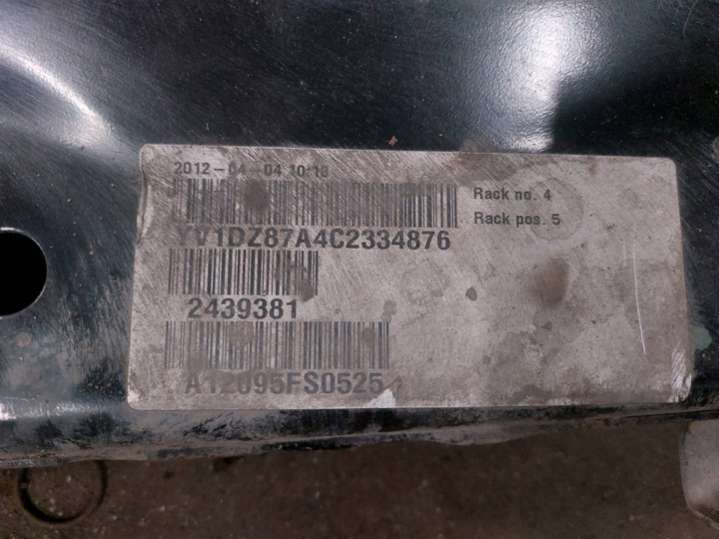 2012-04-04 10:18
Rack no. 4
Rack pos. 5
YV1DZ87A4C2334876
2439381
A12095FS0525